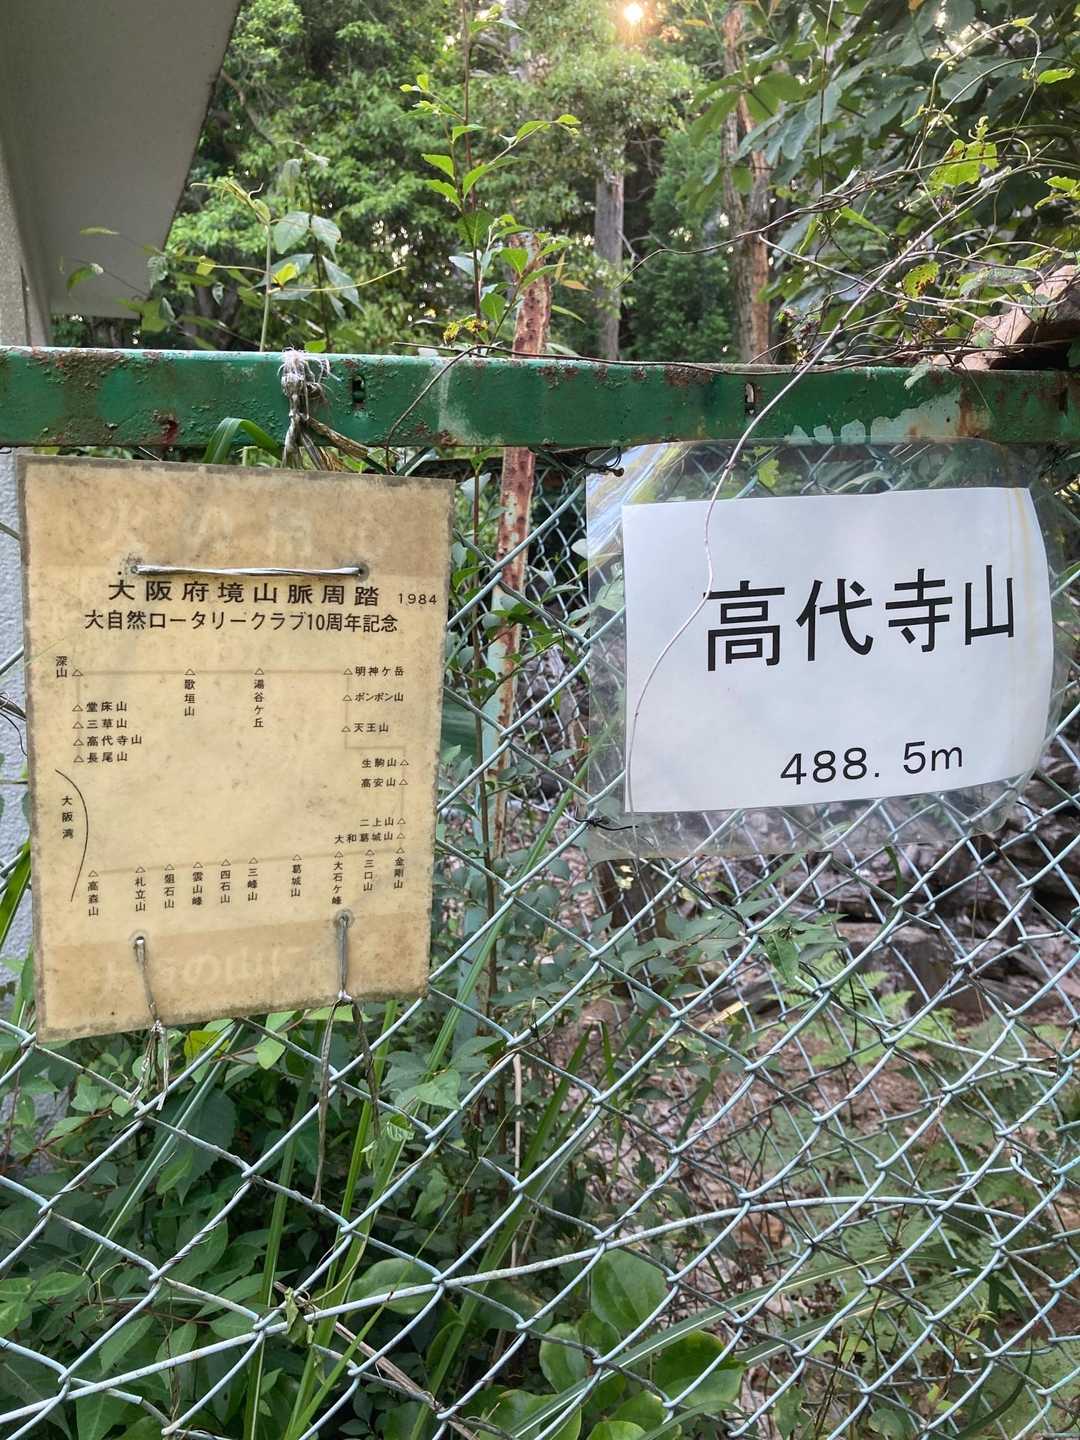 大阪府境山脈周踏 1984
大自然ロータリークラブ10周年記念
深山
歌垣山
湯谷ケ丘
明神ケ岳
ポンポン山
天王山
堂床山
三草山
高代寺山
長尾山
生駒山
高安山
二上山
大和葛城山
大阪湾
高森山
札立山
俎石山
雲山峰
四石山
三峰山
葛城山
大石ケ峰
三口山
金剛山
高代寺山
488.5m